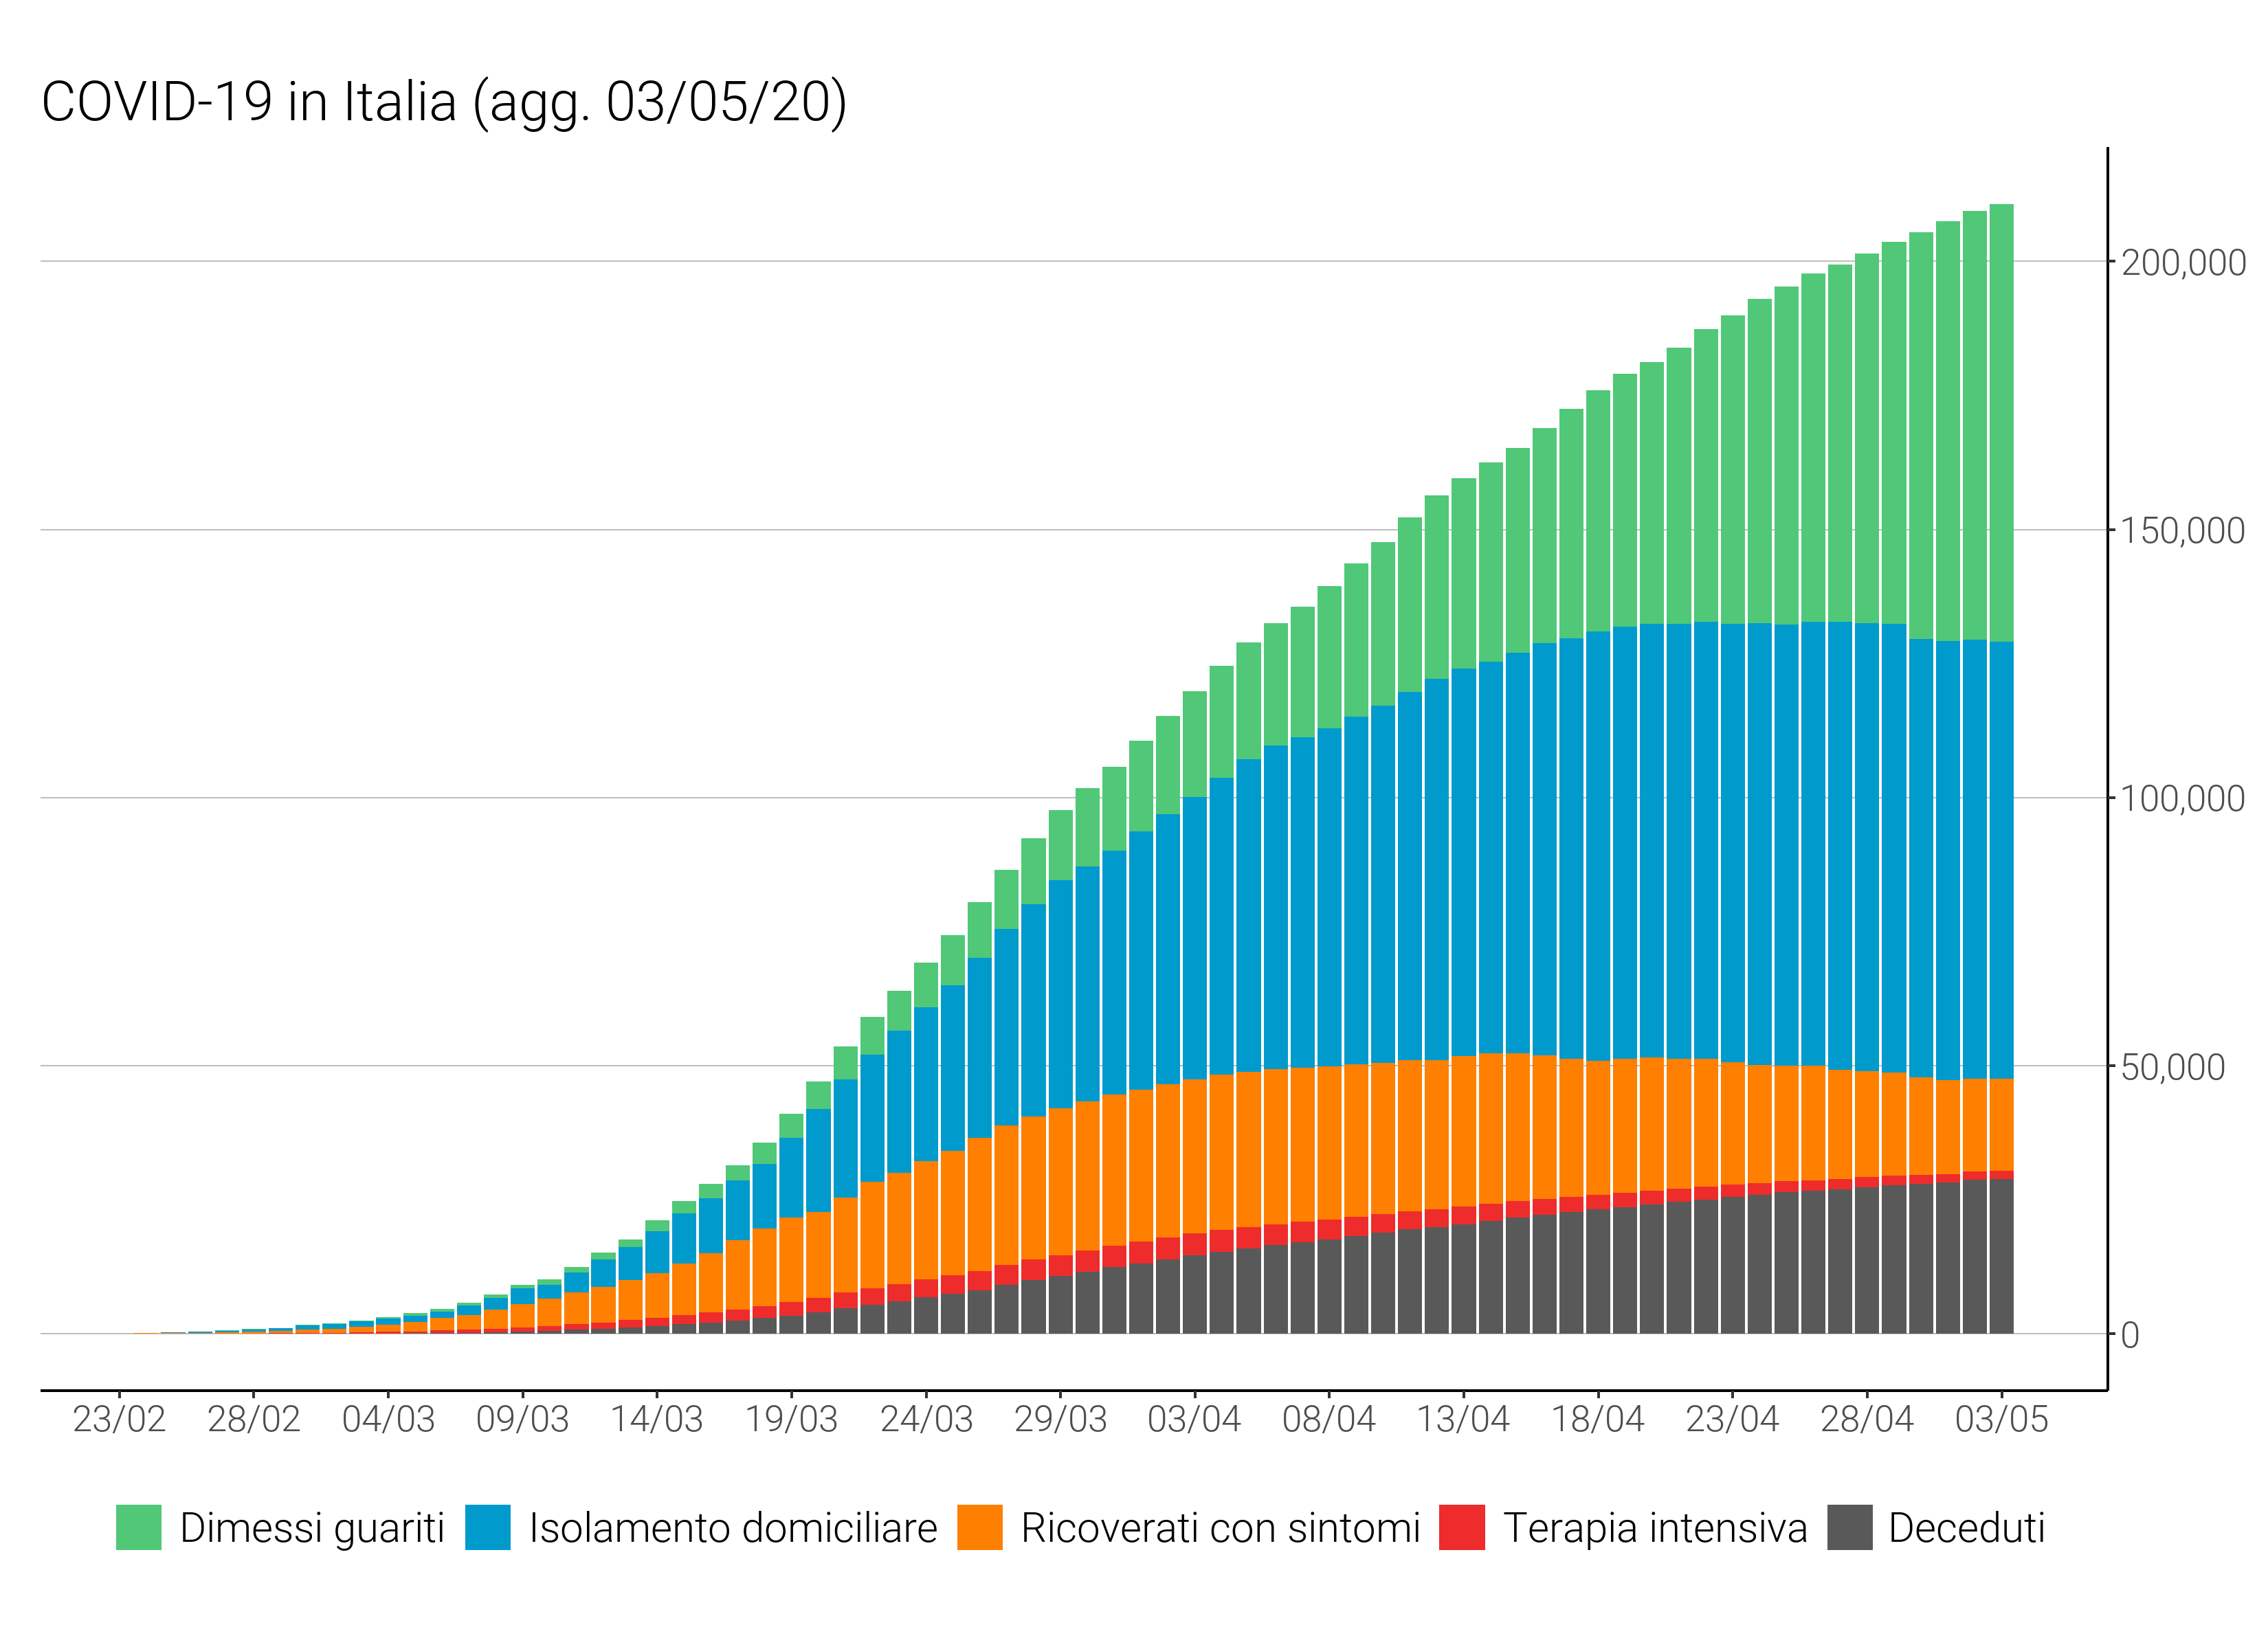 COVID-19 in Italia (agg. 03/05/20)
200,000
150,000
100,000
50,000
0
23/02 28/02 04/03 09/03 14/03 19/03 24/03 29/03 03/04 08/04 13/04 18/04 23/04 28/04 03/05
Dimessi guariti Isolamento domiciliare Ricoverati con sintomi Terapia intensiva Deceduti